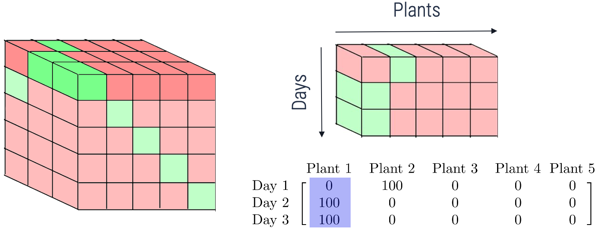 Plants
Days
Plant 1 Plant 2 Plant 3 Plant 4 Plant 5
Day 1 0 100 0 0 0
Day 2 100 0 0 0 0
Day 3 100 0 0 0 0